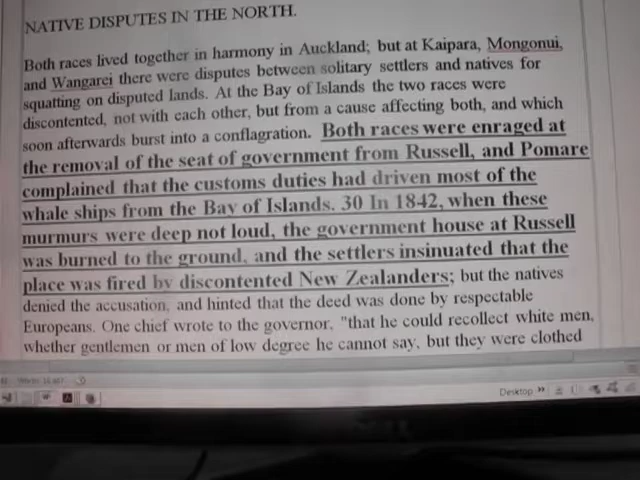 NATIVE DISPUTES IN THE NORTH.
Both races lived together in harmony in Auckland; but at Kaipara, Mongonui,
and Wangarei there were disputes between solitary settlers and natives for
squatting on disputed lands. At the Bay of Islands the two races were
discontented, not with each other, but from a cause affecting both, and which
soon afterwards burst into a conflagration. Both races were enraged at
the removal of the seat of government from Russell, and Pomare
complained that the customs duties had driven most of the
whale ships from the Bay of Islands. 30 In 1842, when these
murmurs were deep not loud, the government house at Russell
was burned to the ground, and the settlers insinuated that the
place was fired by discontented New Zealanders; but the natives
denied the accusation, and hinted that the deed was done by respectable
Europeans. One chief wrote to the governor, "that he could recollect white men,
whether gentlemen or men of low degree he cannot say, but they were clothed
Desktop »